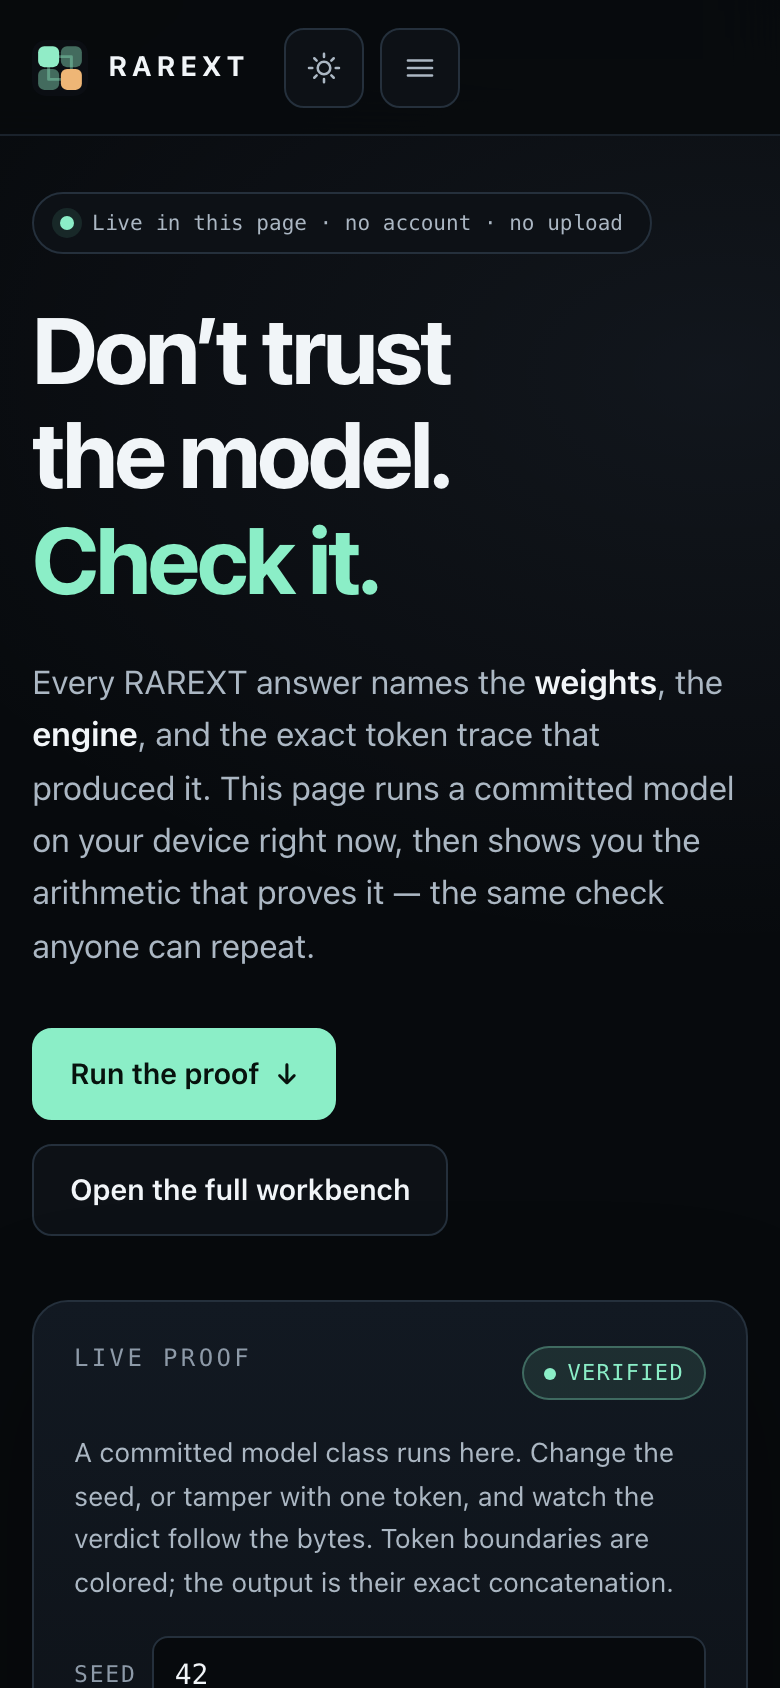 RAREXT
Live in this page · no account · no upload
Don’t trust
the model.
Check it.
Every RAREXT answer names the weights, the
engine, and the exact token trace that
produced it. This page runs a committed model
on your device right now, then shows you the
arithmetic that proves it — the same check
anyone can repeat.
Run the proof ↓
Open the full workbench
LIVE PROOF
VERIFIED
A committed model class runs here. Change the
seed, or tamper with one token, and watch the
verdict follow the bytes. Token boundaries are
colored; the output is their exact concatenation.
SEED 42